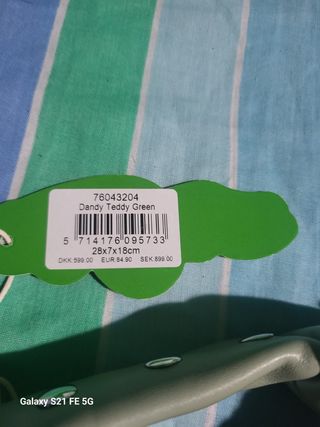 76043204
Dandy Teddy Green
5 714176 095733
28x7x18cm
DKK 599.00 EUR 84.90 SEK 899.00
Galaxy S21 FE 5G